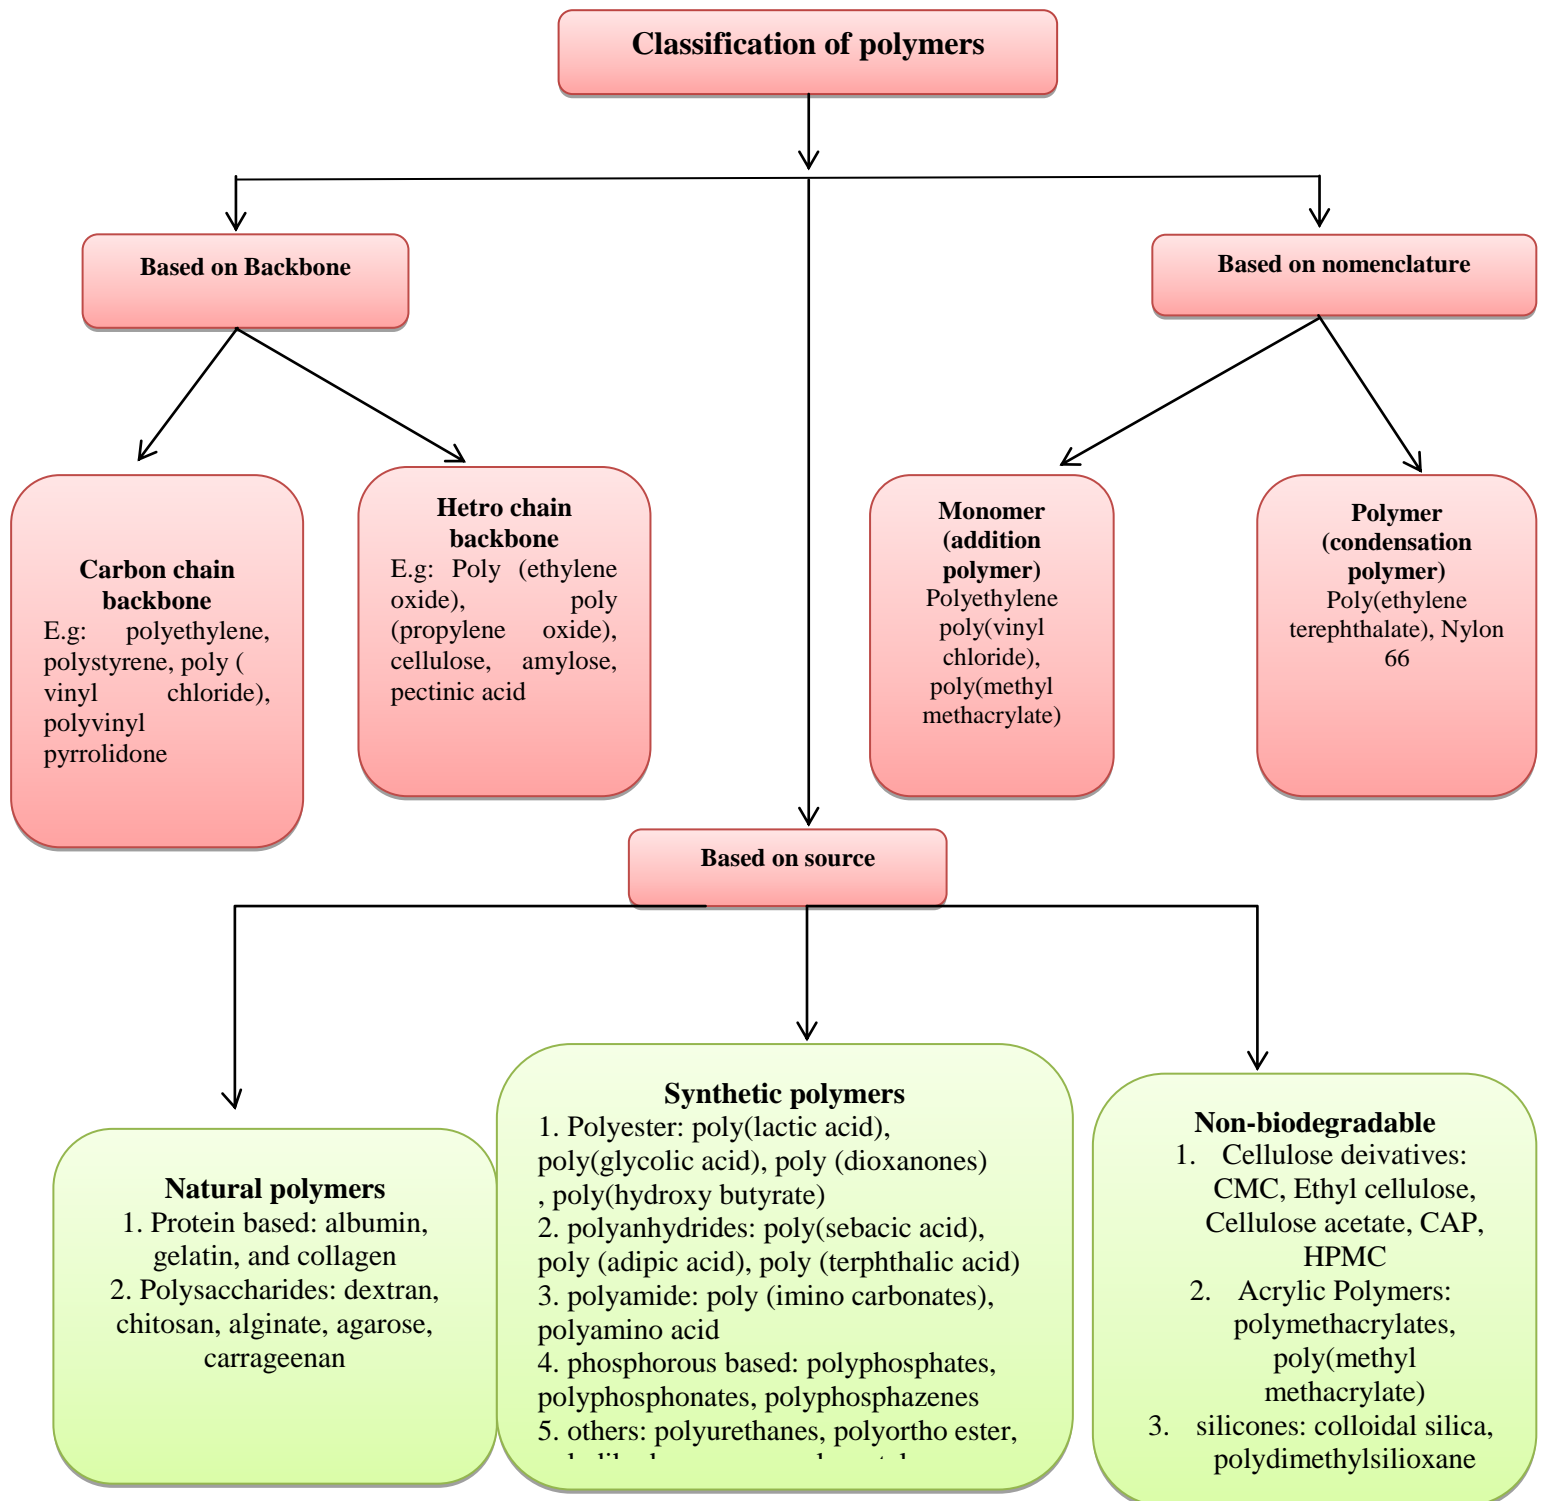 Classification of polymers
Based on Backbone
Based on nomenclature
Carbon chain
backbone
E.g: polyethylene,
polystyrene, poly (
vinyl chloride),
polyvinyl
pyrrolidone
Hetro chain
backbone
E.g: Poly (ethylene
oxide), poly
(propylene oxide),
cellulose, amylose,
pectinic acid
Monomer
(addition
polymer)
Polyethylene
poly(vinyl
chloride),
poly(methyl
methacrylate)
Polymer
(condensation
polymer)
Poly(ethylene
terephthalate), Nylon
66
Based on source
Natural polymers
1. Protein based: albumin,
gelatin, and collagen
2. Polysaccharides: dextran,
chitosan, alginate, agarose,
carrageenan
Synthetic polymers
1. Polyester: poly(lactic acid),
poly(glycolic acid), poly (dioxanones)
, poly(hydroxy butyrate)
2. polyanhydrides: poly(sebacic acid),
poly (adipic acid), poly (terphthalic acid)
3. polyamide: poly (imino carbonates),
polyamino acid
4. phosphorous based: polyphosphates,
polyphosphonates, polyphosphazenes
5. others: polyurethanes, polyortho ester,
Non-biodegradable
1. Cellulose deivatives:
CMC, Ethyl cellulose,
Cellulose acetate, CAP,
HPMC
2. Acrylic Polymers:
polymethacrylates,
poly(methyl
methacrylate)
3. silicones: colloidal silica,
polydimethylsilioxane